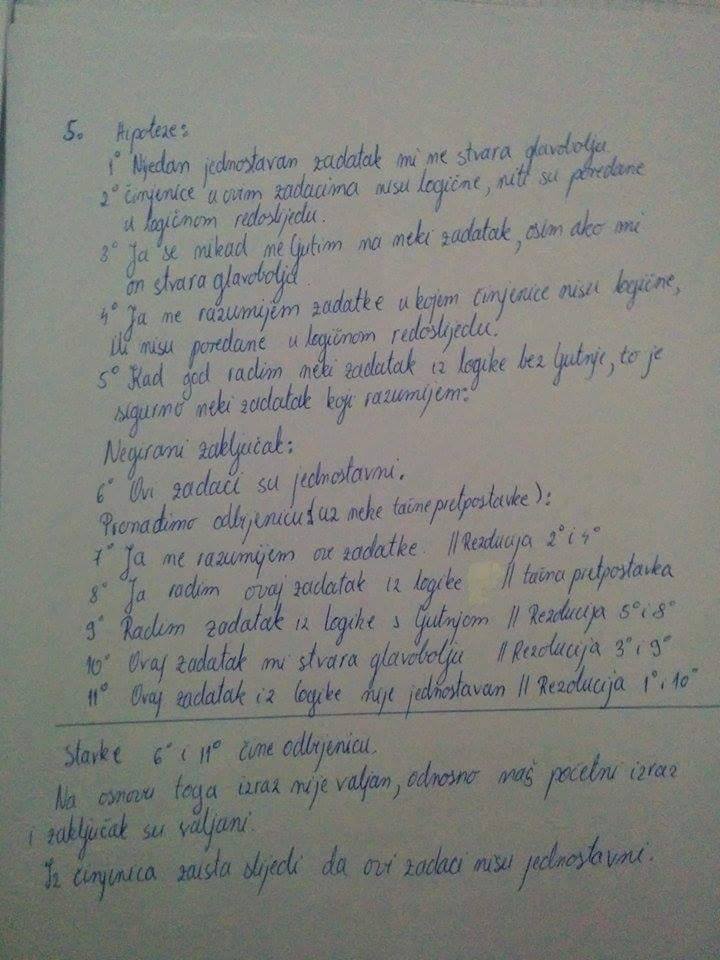 5. Hipoteze:
1° Nijedan jednostavan zadatak mi ne stvara glavobolju
2° Činjenice u ovim zadacima nisu logične, niti su poredane
u logičnom redoslijedu.
3° Ja se nikad ne ljutim na neki zadatak, osim ako mi
on stvara glavobolju.
4° Ja ne razumijem zadatke u kojem činjenice nisu logične,
ili nisu poredane u logičnom redoslijedu.
5° Kad god radim neki zadatak iz logike bez ljutnje, to je
sigurno neki zadatak koji razumijem.
Negirani zaključak:
6° Ovi zadaci su jednostavni.
Pronađimo odbijenicu (uz neke tačne pretpostavke):
7° Ja ne razumijem ove zadatke. || Rezolucija 2° i 4°
8° Ja radim ovaj zadatak iz logike || tačna pretpostavka
9° Radim zadatak iz logike s ljutnjom || Rezolucija 5° i 8°
10° Ovaj zadatak mi stvara glavobolju || Rezolucija 3° i 9°
11° Ovaj zadatak iz logike nije jednostavan || Rezolucija 1° i 10°
Stavke 6° i 11° čine odbijenicu.
Na osnovu toga izraz nije valjan, odnosno naš početni izraz
i zaključak su valjani.
Iz činjenica zaista slijedi da ovi zadaci nisu jednostavni.